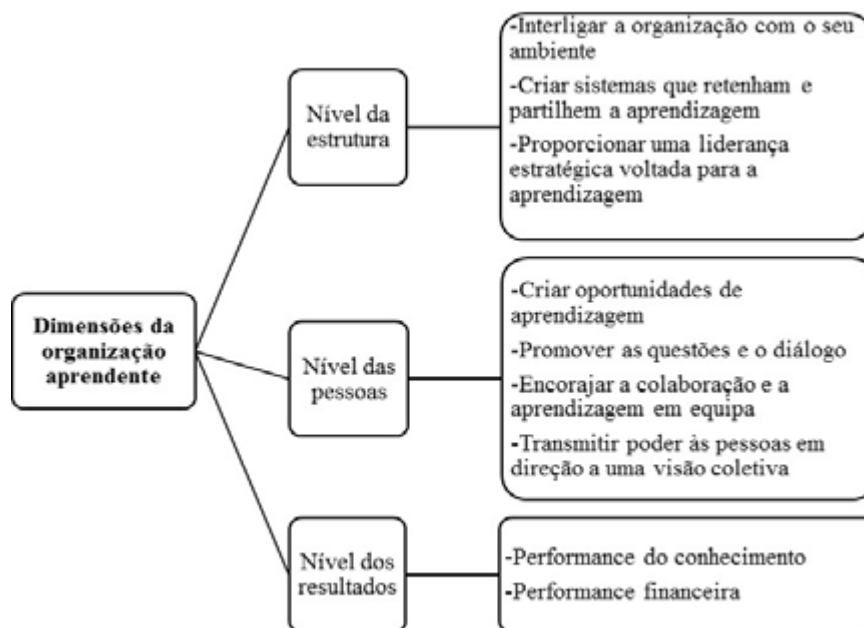 Dimensões da
organização
aprendente
Nível da
estrutura
-Interligar a organização com o seu
ambiente
-Criar sistemas que retenham e
partilhem a aprendizagem
-Proporcionar uma liderança
estratégica voltada para a
aprendizagem
Nível das
pessoas
-Criar oportunidades de
aprendizagem
-Promover as questões e o diálogo
-Encorajar a colaboração e a
aprendizagem em equipa
-Transmitir poder às pessoas em
direção a uma visão coletiva
Nível dos
resultados
-Performance do conhecimento
-Performance financeira